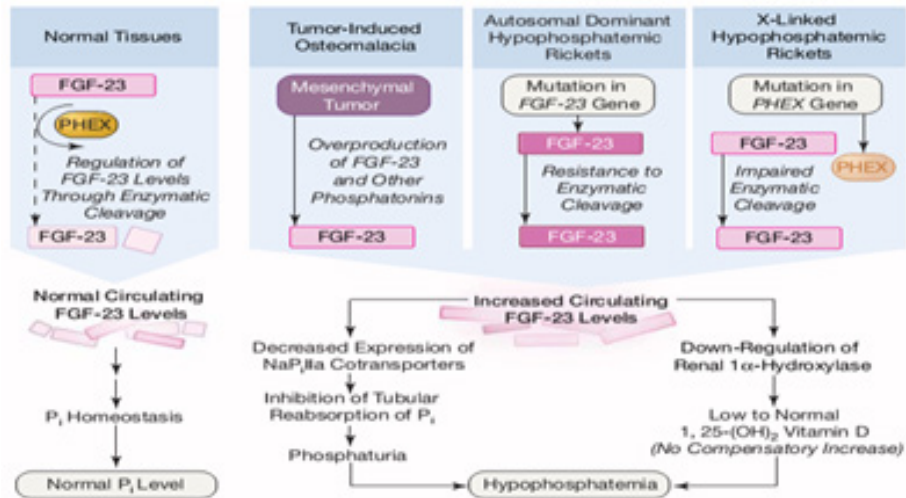 Normal Tissues
FGF-23
PHEX
Regulation of
FGF-23 Levels
Through Enzymatic
Cleavage
FGF-23
Normal Circulating
FGF-23 Levels
P_i Homeostasis
Normal P_i Level
Tumor-Induced
Osteomalacia
Mesenchymal
Tumor
Overproduction
of FGF-23
and Other
Phosphatonins
FGF-23
Autosomal Dominant
Hypophosphatemic
Rickets
Mutation in
FGF-23 Gene
FGF-23
Resistance to
Enzymatic
Cleavage
FGF-23
X-Linked
Hypophosphatemic
Rickets
Mutation in
PHEX Gene
FGF-23
PHEX
Impaired
Enzymatic
Cleavage
FGF-23
Increased Circulating
FGF-23 Levels
Decreased Expression of
NaP_iIIa Cotransporters
Inhibition of Tubular
Reabsorption of P_i
Phosphaturia
Down-Regulation of
Renal 1α-Hydroxylase
Low to Normal
1, 25-(OH)₂ Vitamin D
(No Compensatory Increase)
Hypophosphatemia